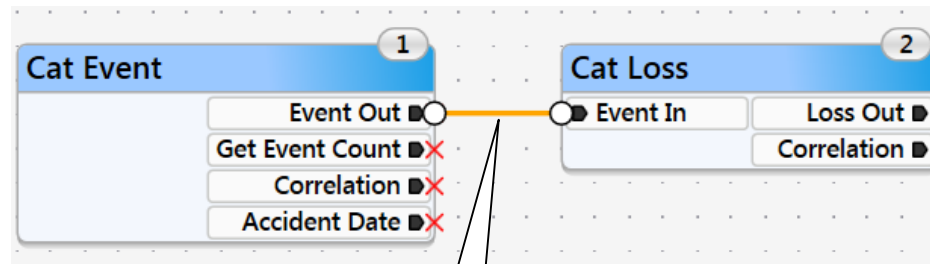 1
Cat Event
Event Out
Get Event Count
Correlation
Accident Date
2
Cat Loss
Event In
Loss Out
Correlation